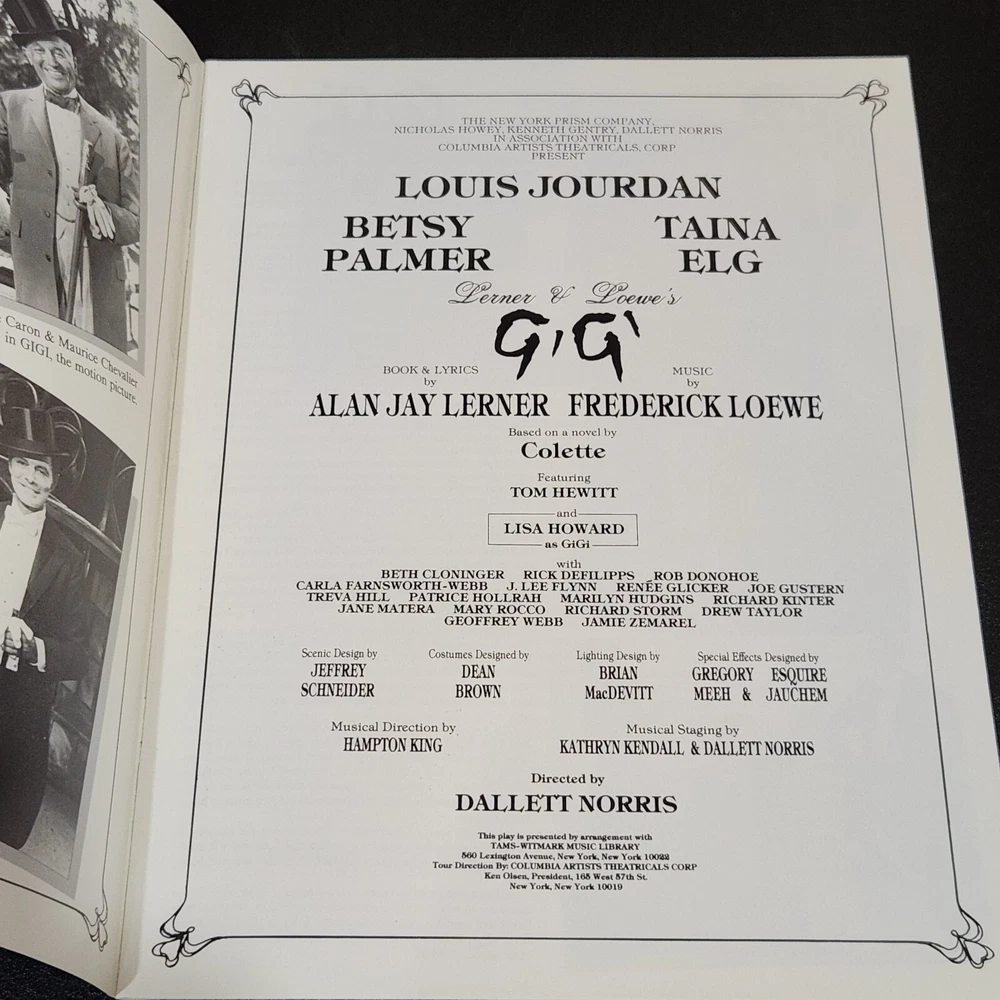 Caron & Maurice Chevalier
in GIGI, the motion picture.
THE NEW YORK PRISM COMPANY,
NICHOLAS HOWEY, KENNETH GENTRY, DALLETT NORRIS
IN ASSOCIATION WITH
COLUMBIA ARTISTS THEATRICALS, CORP
PRESENT
LOUIS JOURDAN
BETSY PALMER
TAINA ELG
Lerner & Loewe's
GiGi
BOOK & LYRICS
by
ALAN JAY LERNER
MUSIC
by
FREDERICK LOEWE
Based on a novel by
Colette
Featuring
TOM HEWITT
and
LISA HOWARD
as GiGi
with
BETH CLONINGER RICK DEFILIPPS ROB DONOHOE
CARLA FARNSWORTH-WEBB J. LEE FLYNN RENÉE GLICKER JOE GUSTERN
TREVA HILL PATRICE HOLLRAH MARILYN HUDGINS RICHARD KINTER
JANE MATERA MARY ROCCO RICHARD STORM DREW TAYLOR
GEOFFREY WEBB JAMIE ZEMAREL
Scenic Design by
JEFFREY
SCHNEIDER
Costumes Designed by
DEAN
BROWN
Lighting Design by
BRIAN
MacDEVITT
Special Effects Designed by
GREGORY ESQUIRE
MEEH & JAUCHEM
Musical Direction by
HAMPTON KING
Musical Staging by
KATHRYN KENDALL & DALLETT NORRIS
Directed by
DALLETT NORRIS
This play is presented by arrangement with
TAMS-WITMARK MUSIC LIBRARY
560 Lexington Avenue, New York, New York 10022
Tour Direction By: COLUMBIA ARTISTS THEATRICALS CORP
Ken Olsen, President, 165 West 57th St.
New York, New York 10019